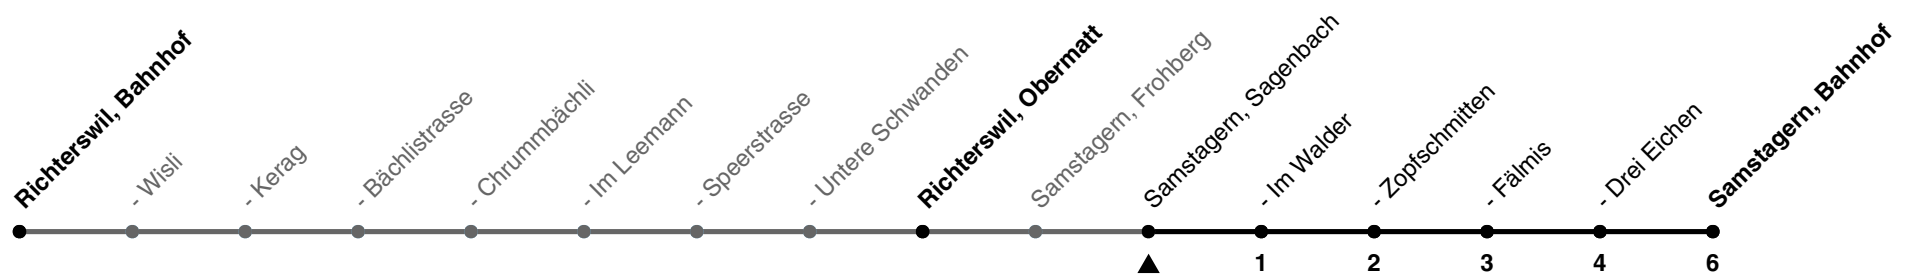 Richterswil, Bahnhof
- Wisli
- Kerag
- Bächlistrasse
- Chrummbächli
- Im Leemann
- Speerstrasse
- Untere Schwanden
Richterswil, Obermatt
Samstagern, Frohberg
Samstagern, Sagenbach
- Im Walder
- Zopfschmitten
- Fälmis
- Drei Eichen
Samstagern, Bahnhof
1 2 3 4 6